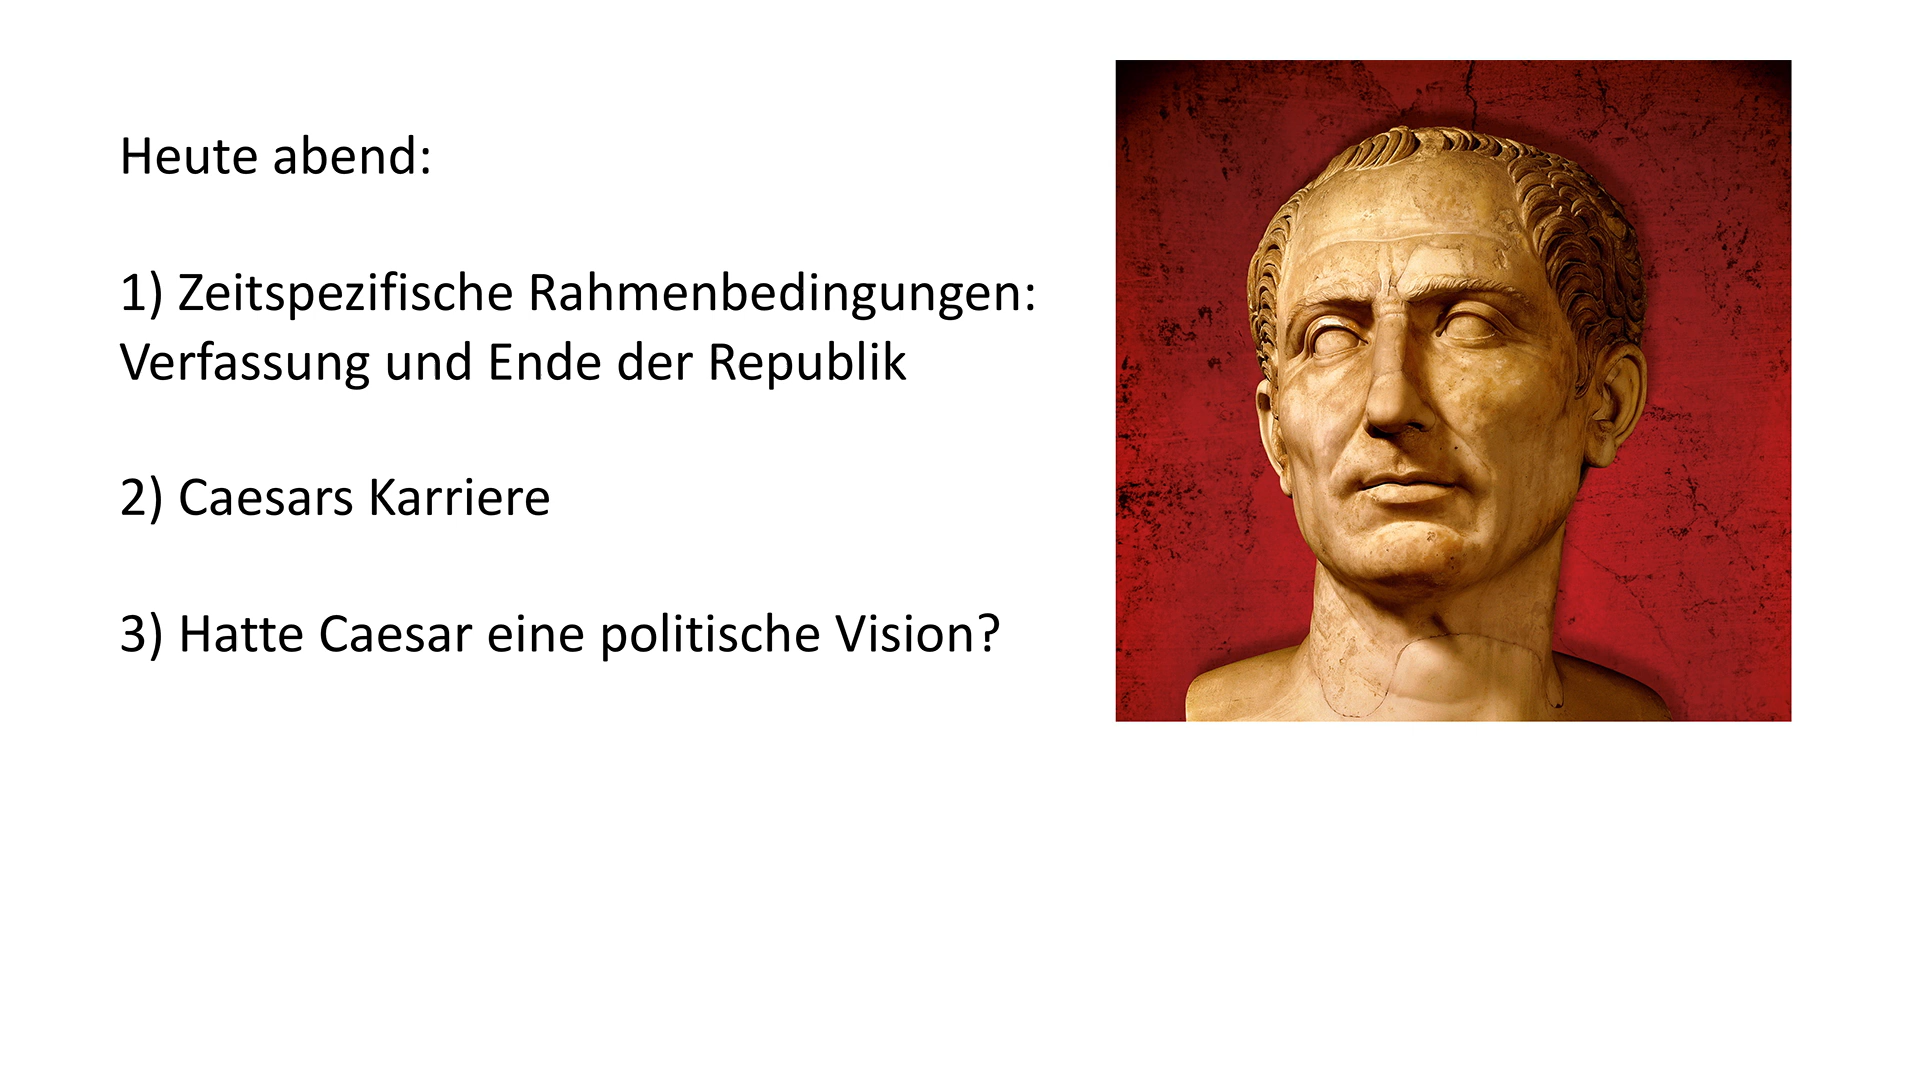 Heute abend:
1) Zeitspezifische Rahmenbedingungen:
Verfassung und Ende der Republik
2) Caesars Karriere
3) Hatte Caesar eine politische Vision?